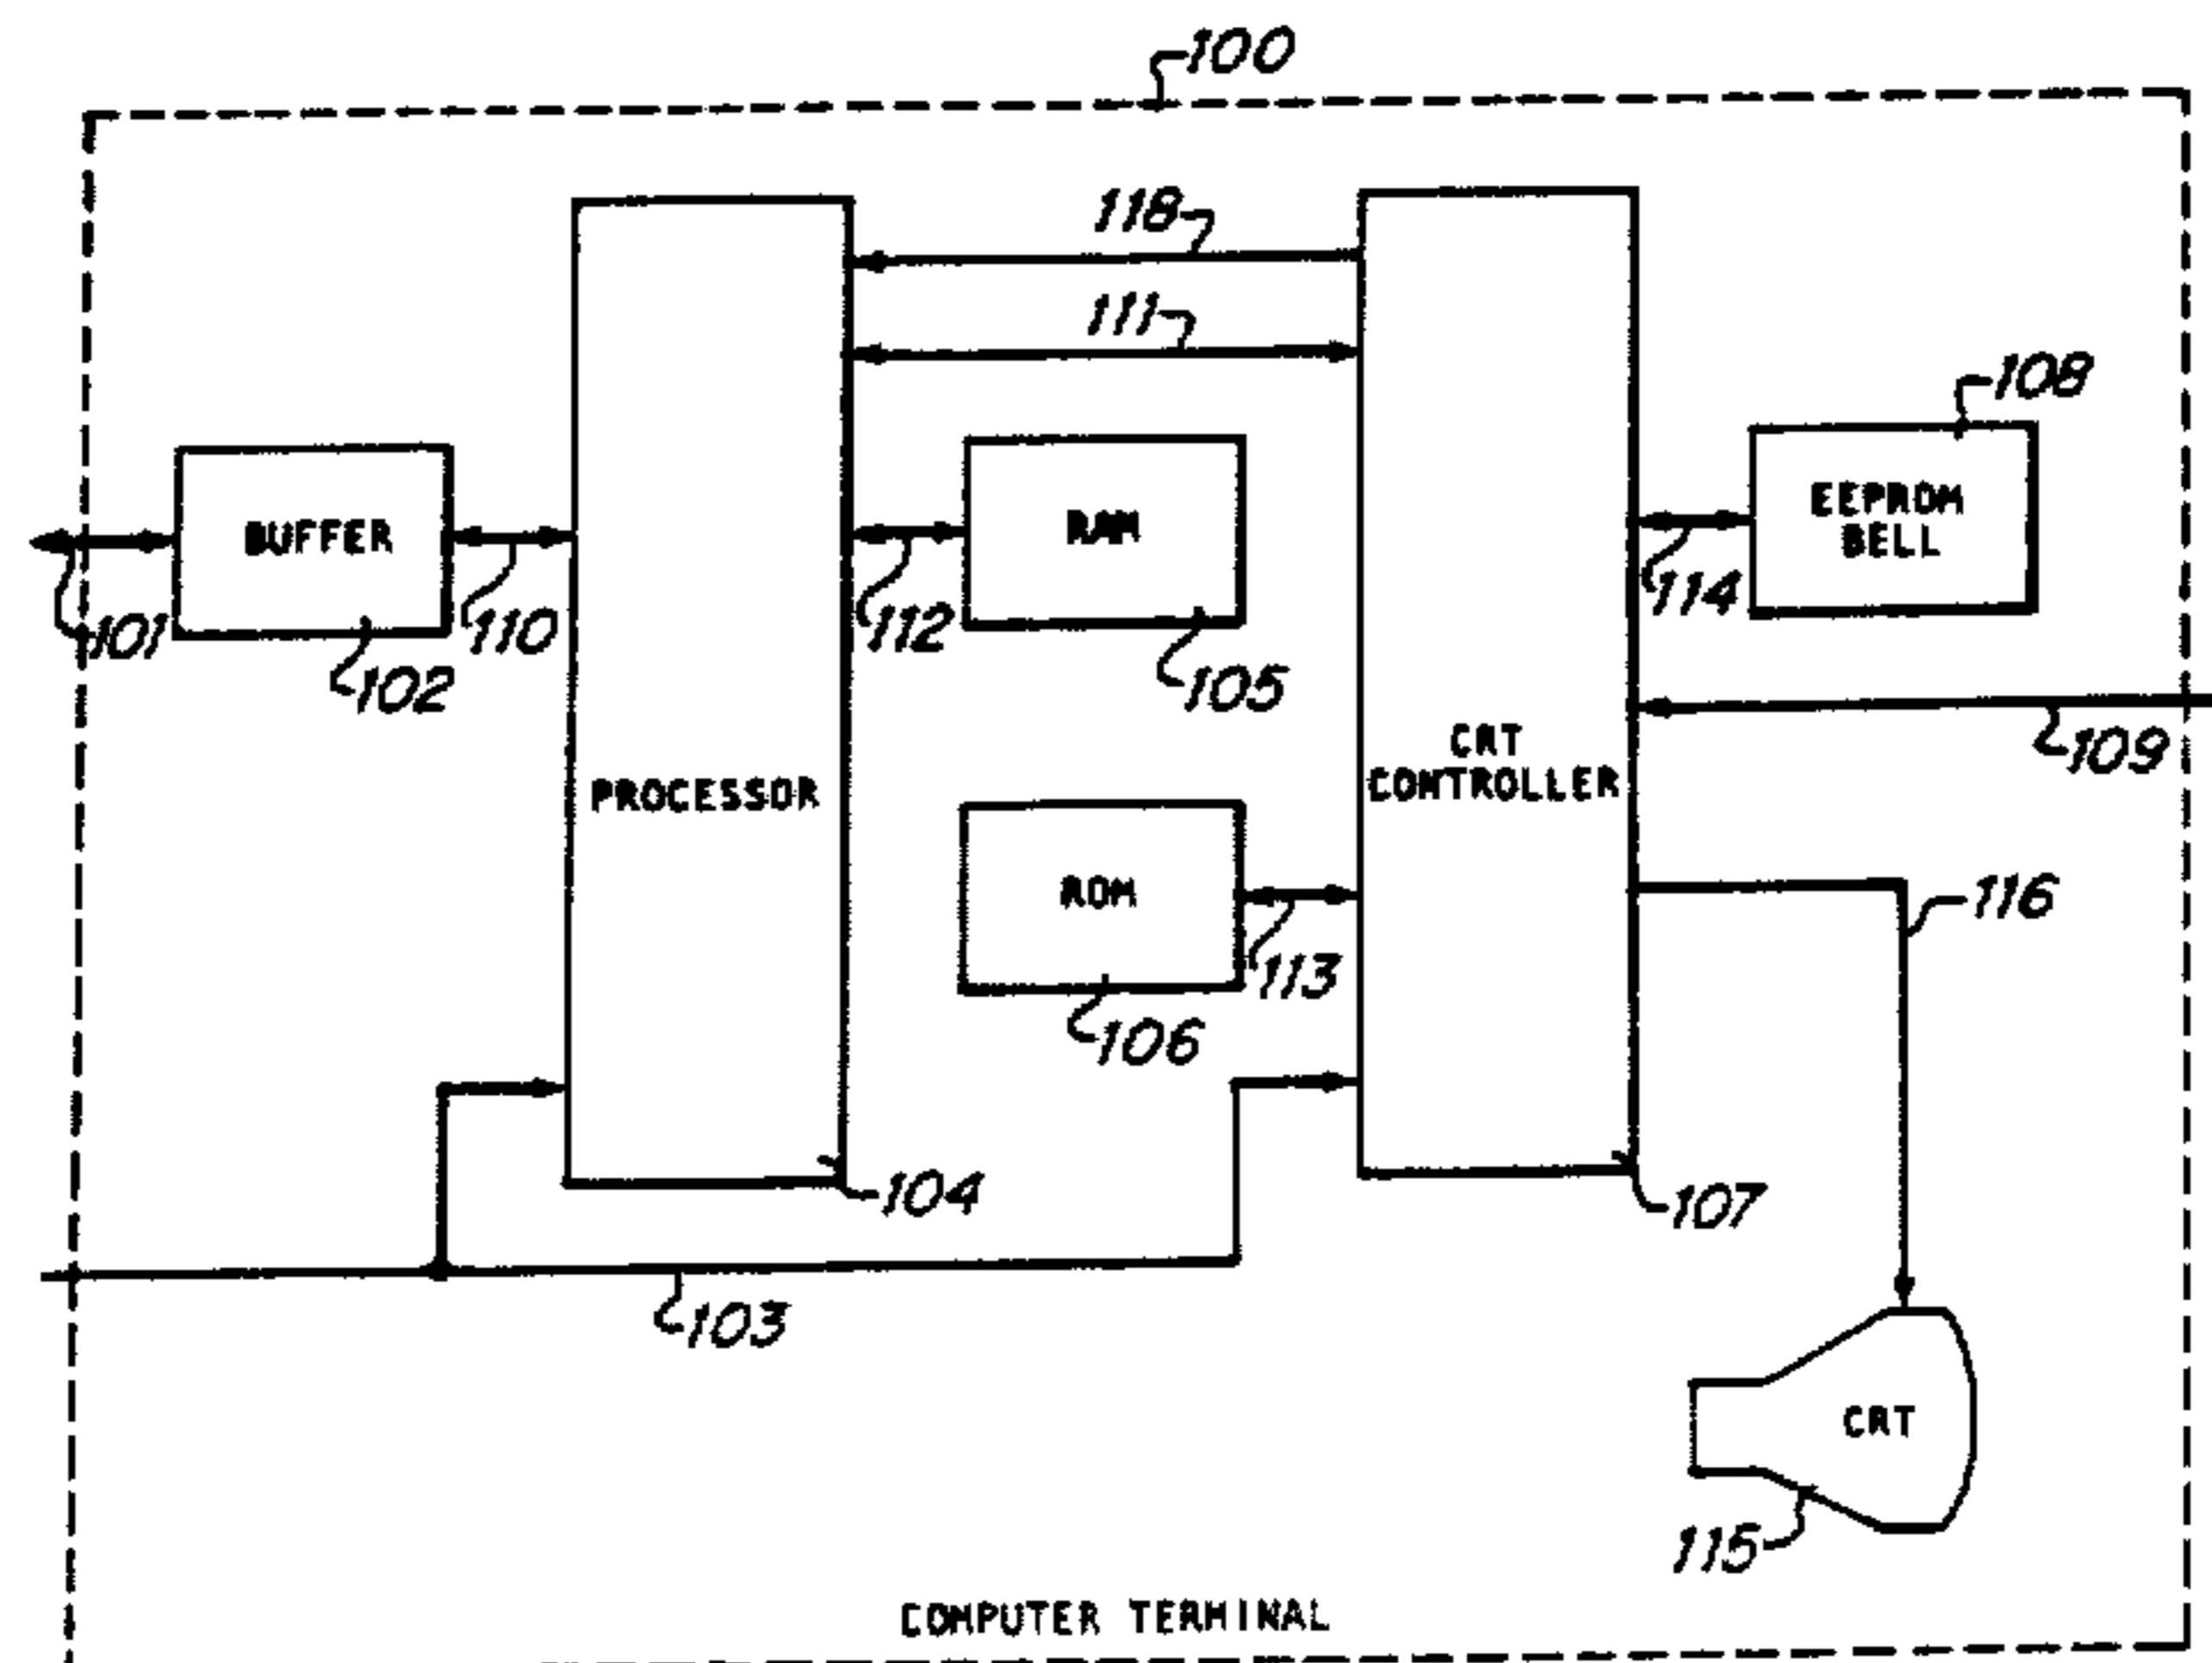 100
118
111
108
BUFFER
RAM
EEPROM
BELL
101
110
112
114
102
105
109
CRT
CONTROLLER
PROCESSOR
ROM
116
113
106
104
107
103
CRT
115
COMPUTER TERMINAL